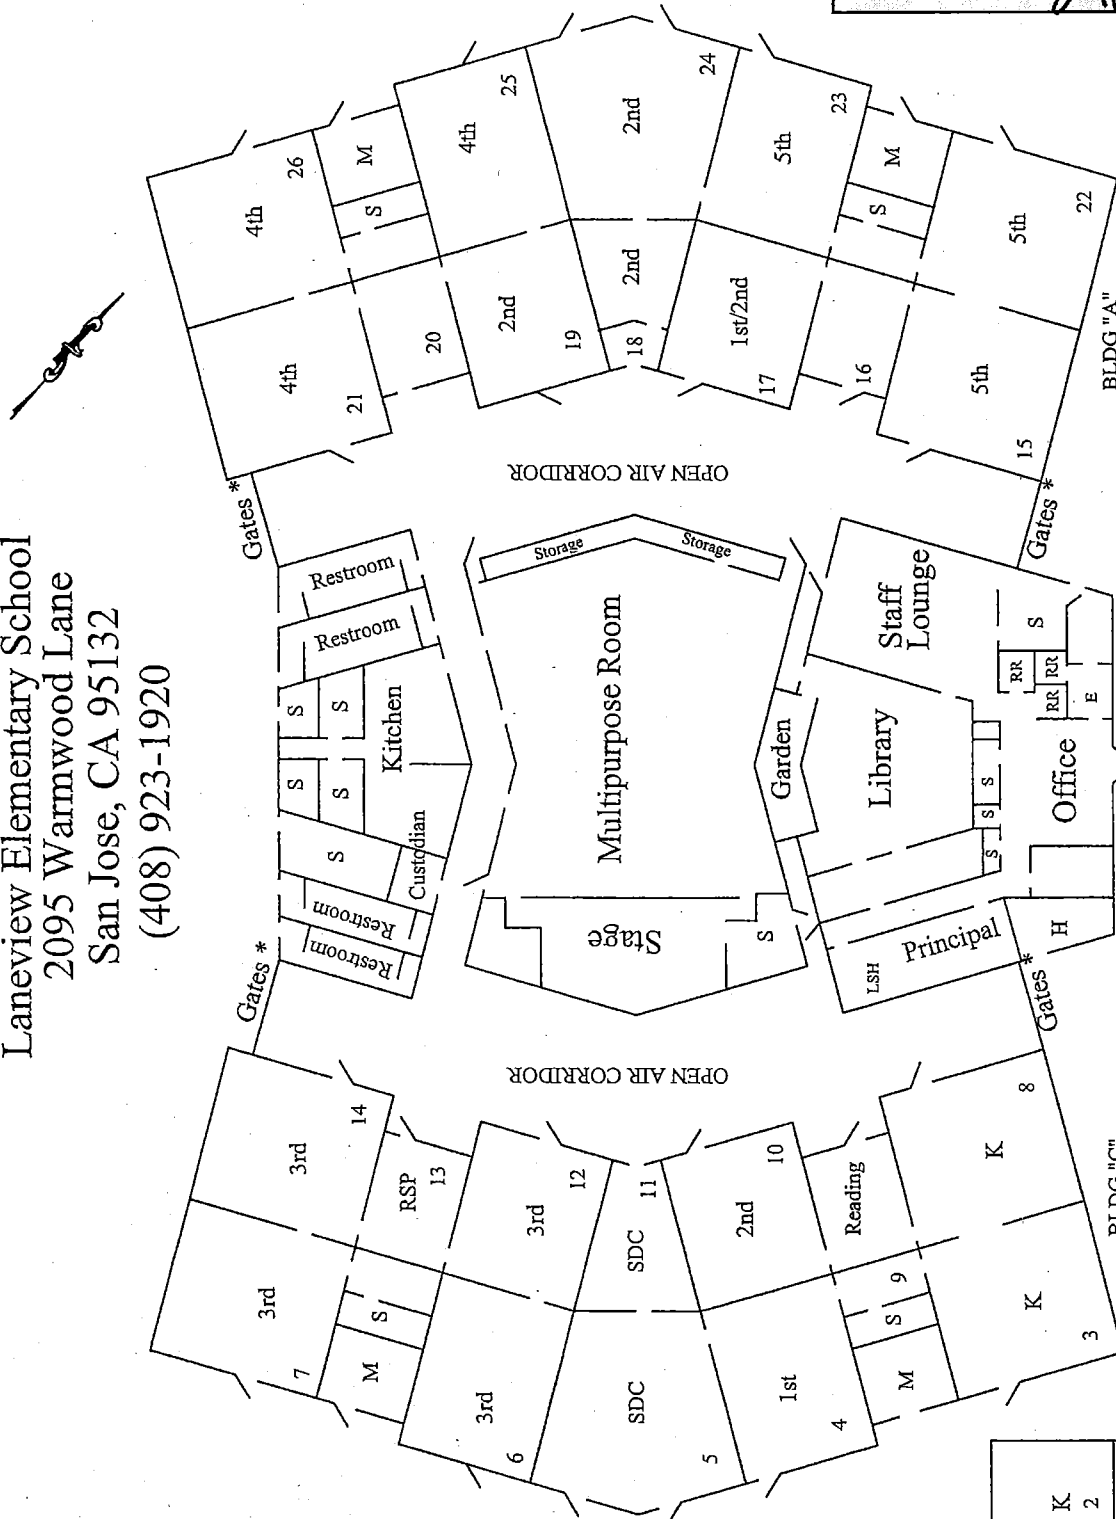 Laneview Elementary School
2095 Warmwood Lane
San Jose, CA 95132
(408) 923-1920
Gates *
Gates *
3rd
7
3rd
14
M
S
RSP
13
3rd
6
3rd
12
SDC
5
SDC
11
1st
4
2nd
10
M
S
9
Reading
K
3
K
8
K
2
BLDG "C"
OPEN AIR CORRIDOR
Restroom
Restroom
S
Custodian
S
S
S
S
Kitchen
Restroom
Restroom
Stage
S
Multipurpose Room
Storage
Storage
Garden
LSH
Principal
H
Library
S
S
S
Office
Staff
Lounge
RR
RR
RR
S
E
Gates *
Gates *
OPEN AIR CORRIDOR
4th
21
4th
26
20
S
M
2nd
19
4th
25
18
2nd
2nd
24
1st/2nd
17
5th
23
16
S
M
5th
15
5th
22
BLDG "A"